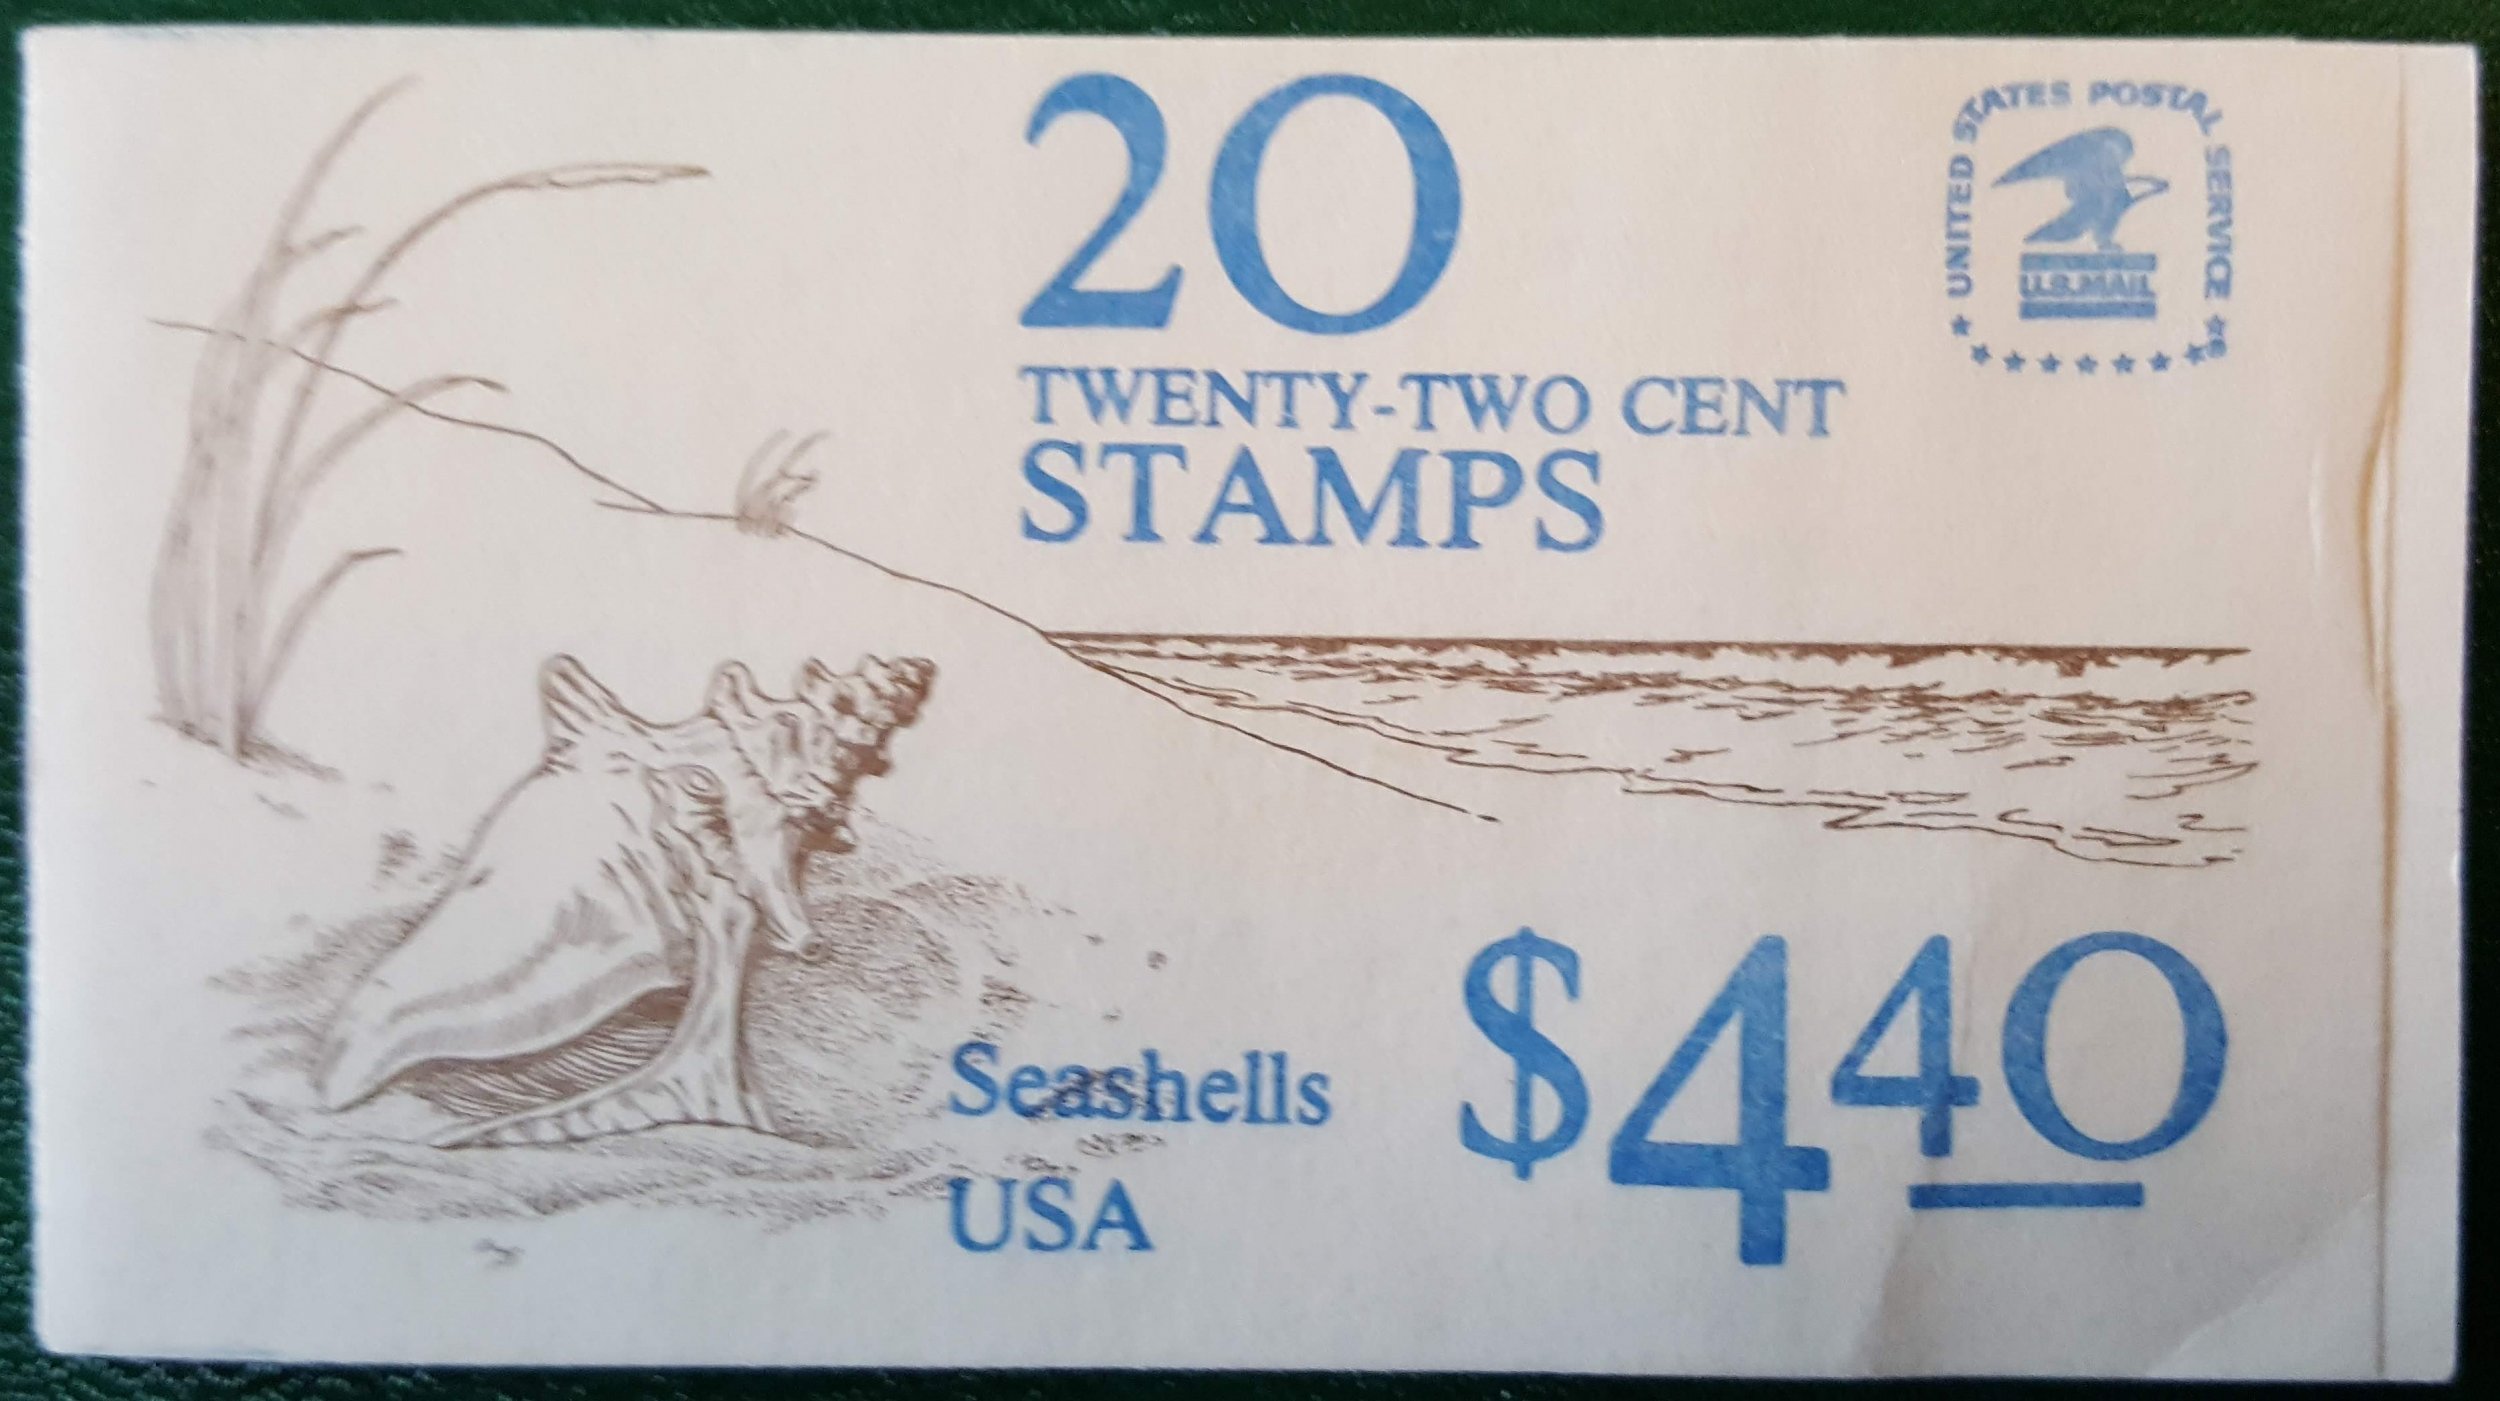 20
TWENTY-TWO CENT
STAMPS
UNITED STATES POSTAL SERVICE
U.S.MAIL
Seashells
USA
$4.40